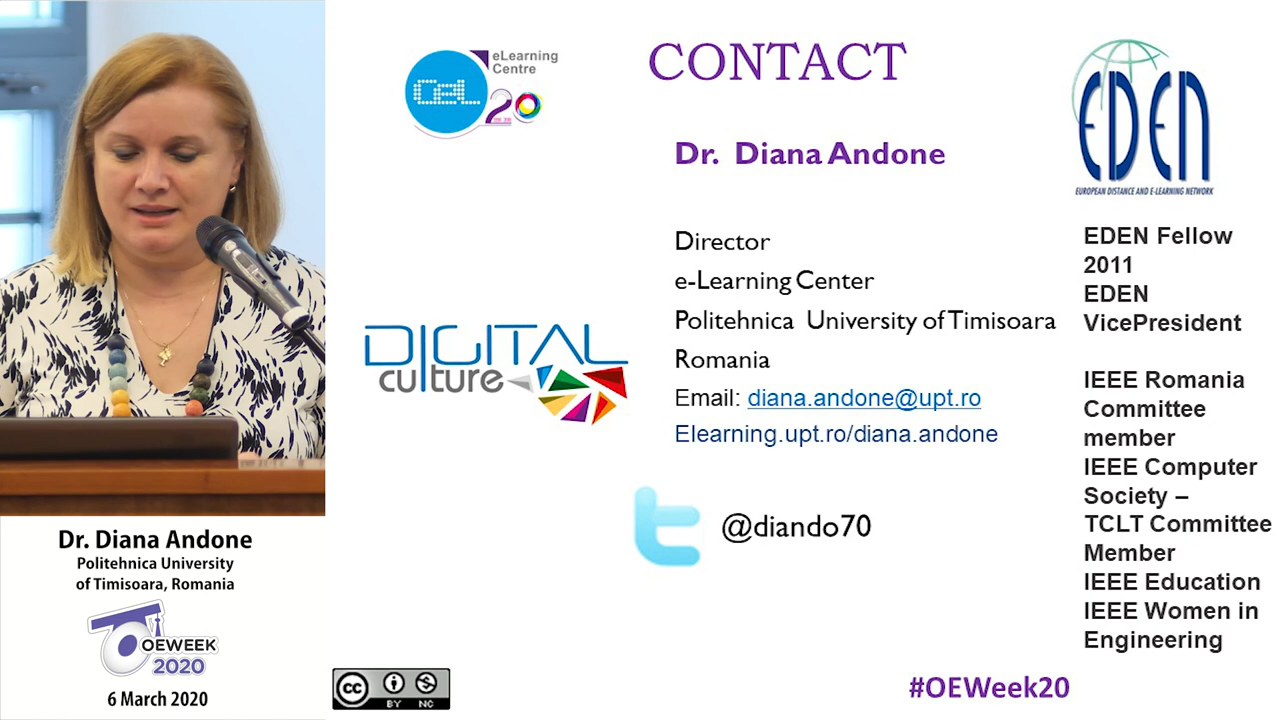 eLearning
Centre
CeL
20
CONTACT
EDEN
EUROPEAN DISTANCE AND E-LEARNING NETWORK
Dr. Diana Andone
Director
e-Learning Center
Politehnica University of Timisoara
Romania
Email: diana.andone@upt.ro
Elearning.upt.ro/diana.andone
DIGITAL
culture
@diando70
EDEN Fellow
2011
EDEN
VicePresident
IEEE Romania
Committee
member
IEEE Computer
Society –
TCLT Committee
Member
IEEE Education
IEEE Women in
Engineering
Dr. Diana Andone
Politehnica University
of Timisoara, Romania
OEWEEK
2020
6 March 2020
cc
BY NC
#OEWeek20